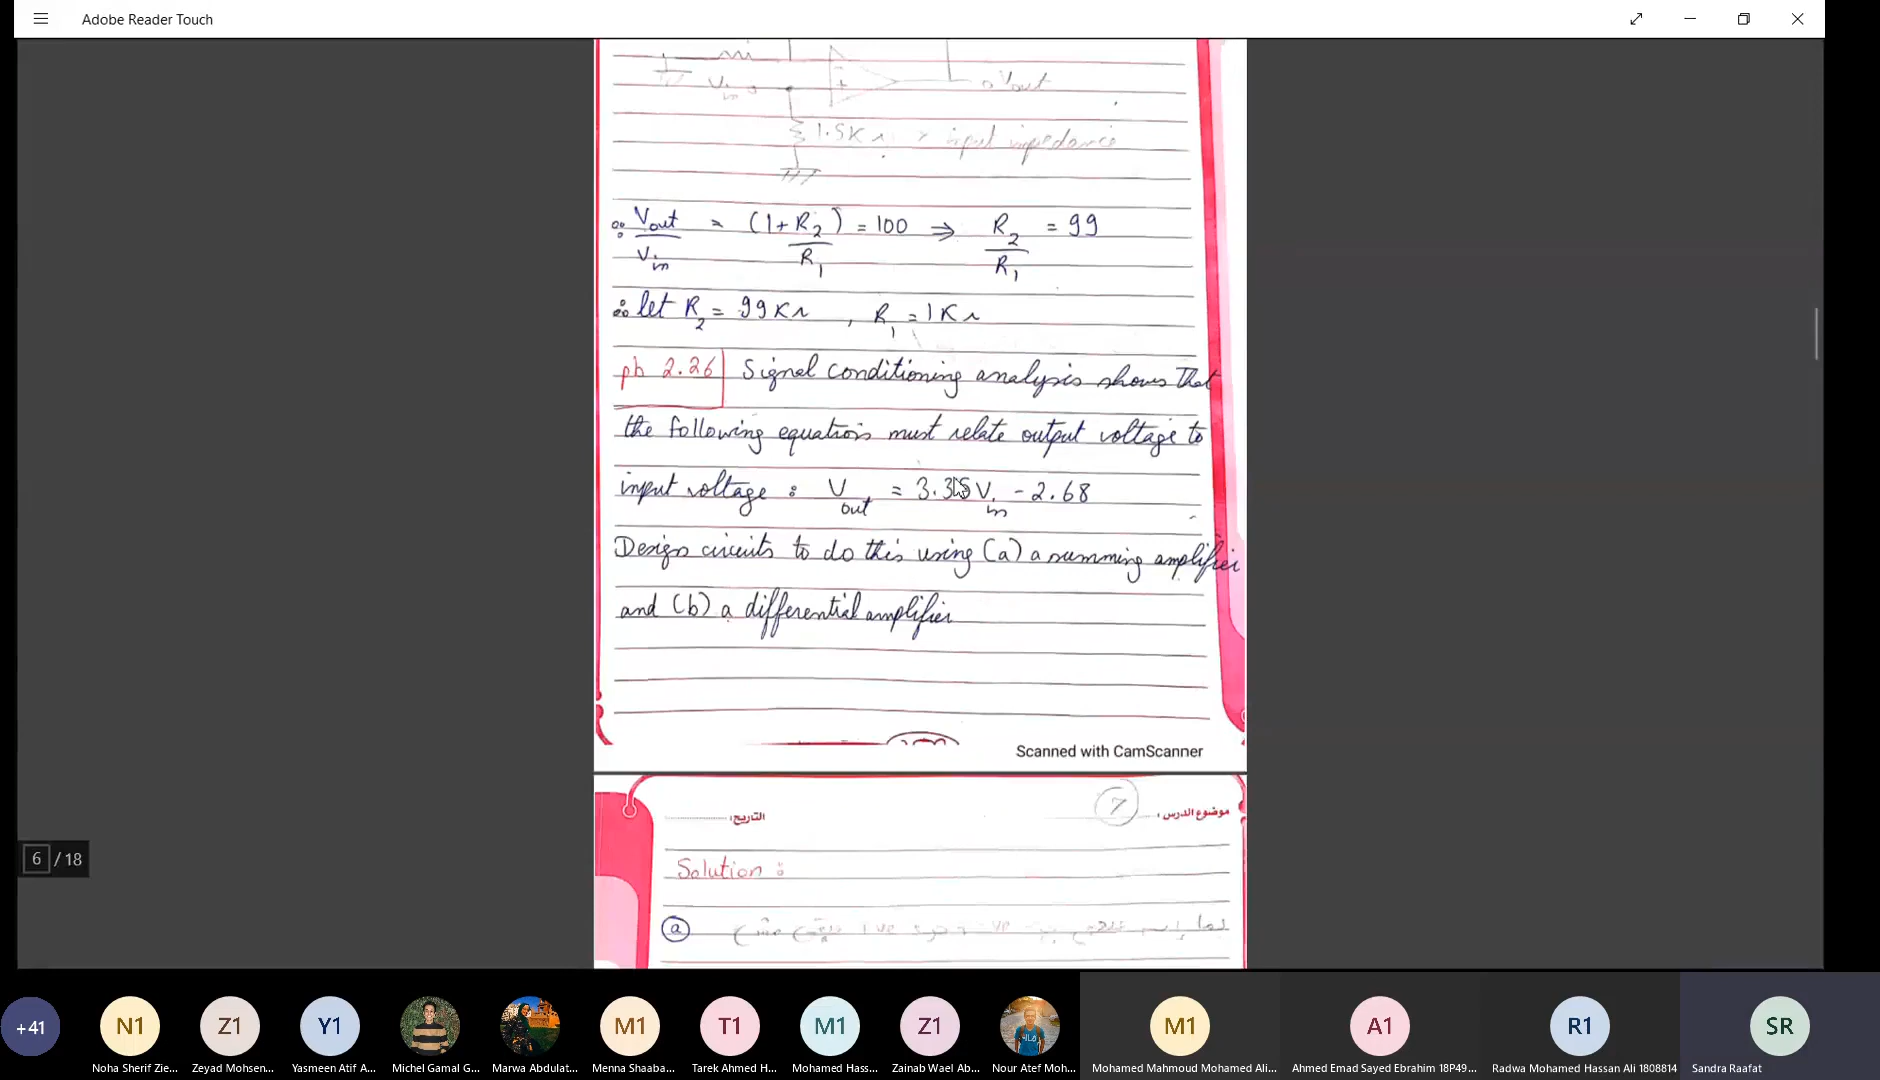 Adobe Reader Touch
Vin
Vout
1.5K Ω input impedance
∴ Vout / Vin = (1 + R2 / R1) = 100 ⇒ R2 / R1 = 99
∴ let R2 = 99 KΩ , R1 = 1 KΩ
pb 2.26 Signal conditioning analysis shows that
the following equation must relate output voltage to
input voltage : Vout = 3.35 Vin - 2.68
Design circuits to do this using (a) a summing amplifier
and (b) a differential amplifier
Scanned with CamScanner
موضوع الدرس : 7 التاريخ :
Solution :
a
6 / 18
+41
N1 Z1 Y1 M1 T1 M1 Z1 M1 A1 R1 SR
Noha Sherif Zie... Zeyad Mohsen... Yasmeen Atif A... Michel Gamal G... Marwa Abdulat... Menna Shaaba... Tarek Ahmed H... Mohamed Hass... Zainab Wael Ab... Nour Atef Moh... Mohamed Mahmoud Mohamed Ali... Ahmed Emad Sayed Ebrahim 18P49... Radwa Mohamed Hassan Ali 1808814 Sandra Raafat